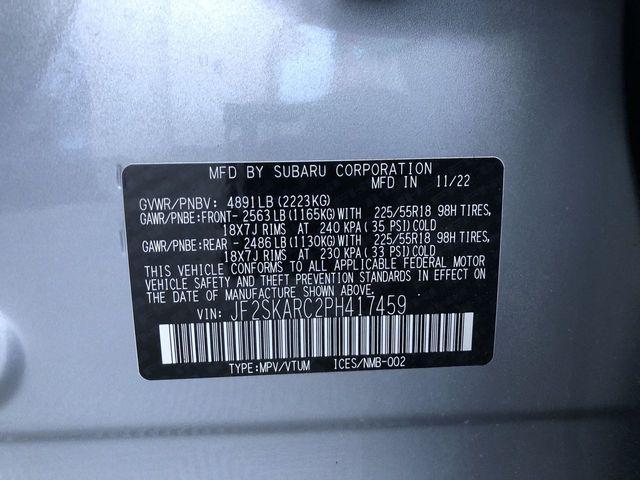 MFD BY SUBARU CORPORATION
MFD IN 11/22
GVWR/PNBV: 4891LB(2223KG)
GAWR/PNBE:FRONT- 2563LB(1165KG)WITH 225/55R18 98H TIRES,
18X7J RIMS AT 240 KPA(35 PSI)COLD
GAWR/PNBE:REAR - 2486LB(1130KG)WITH 225/55R18 98H TIRES,
18X7J RIMS AT 230 KPA(33 PSI)COLD
THIS VEHICLE CONFORMS TO ALL APPLICABLE FEDERAL MOTOR
VEHICLE SAFETY AND THEFT PREVENTION STANDARDS IN EFFECT
ON THE DATE OF MANUFACTURE SHOWN ABOVE.
VIN: JF2SKARC2PH417459
TYPE:MPV/VTUM ICES/NMB-002